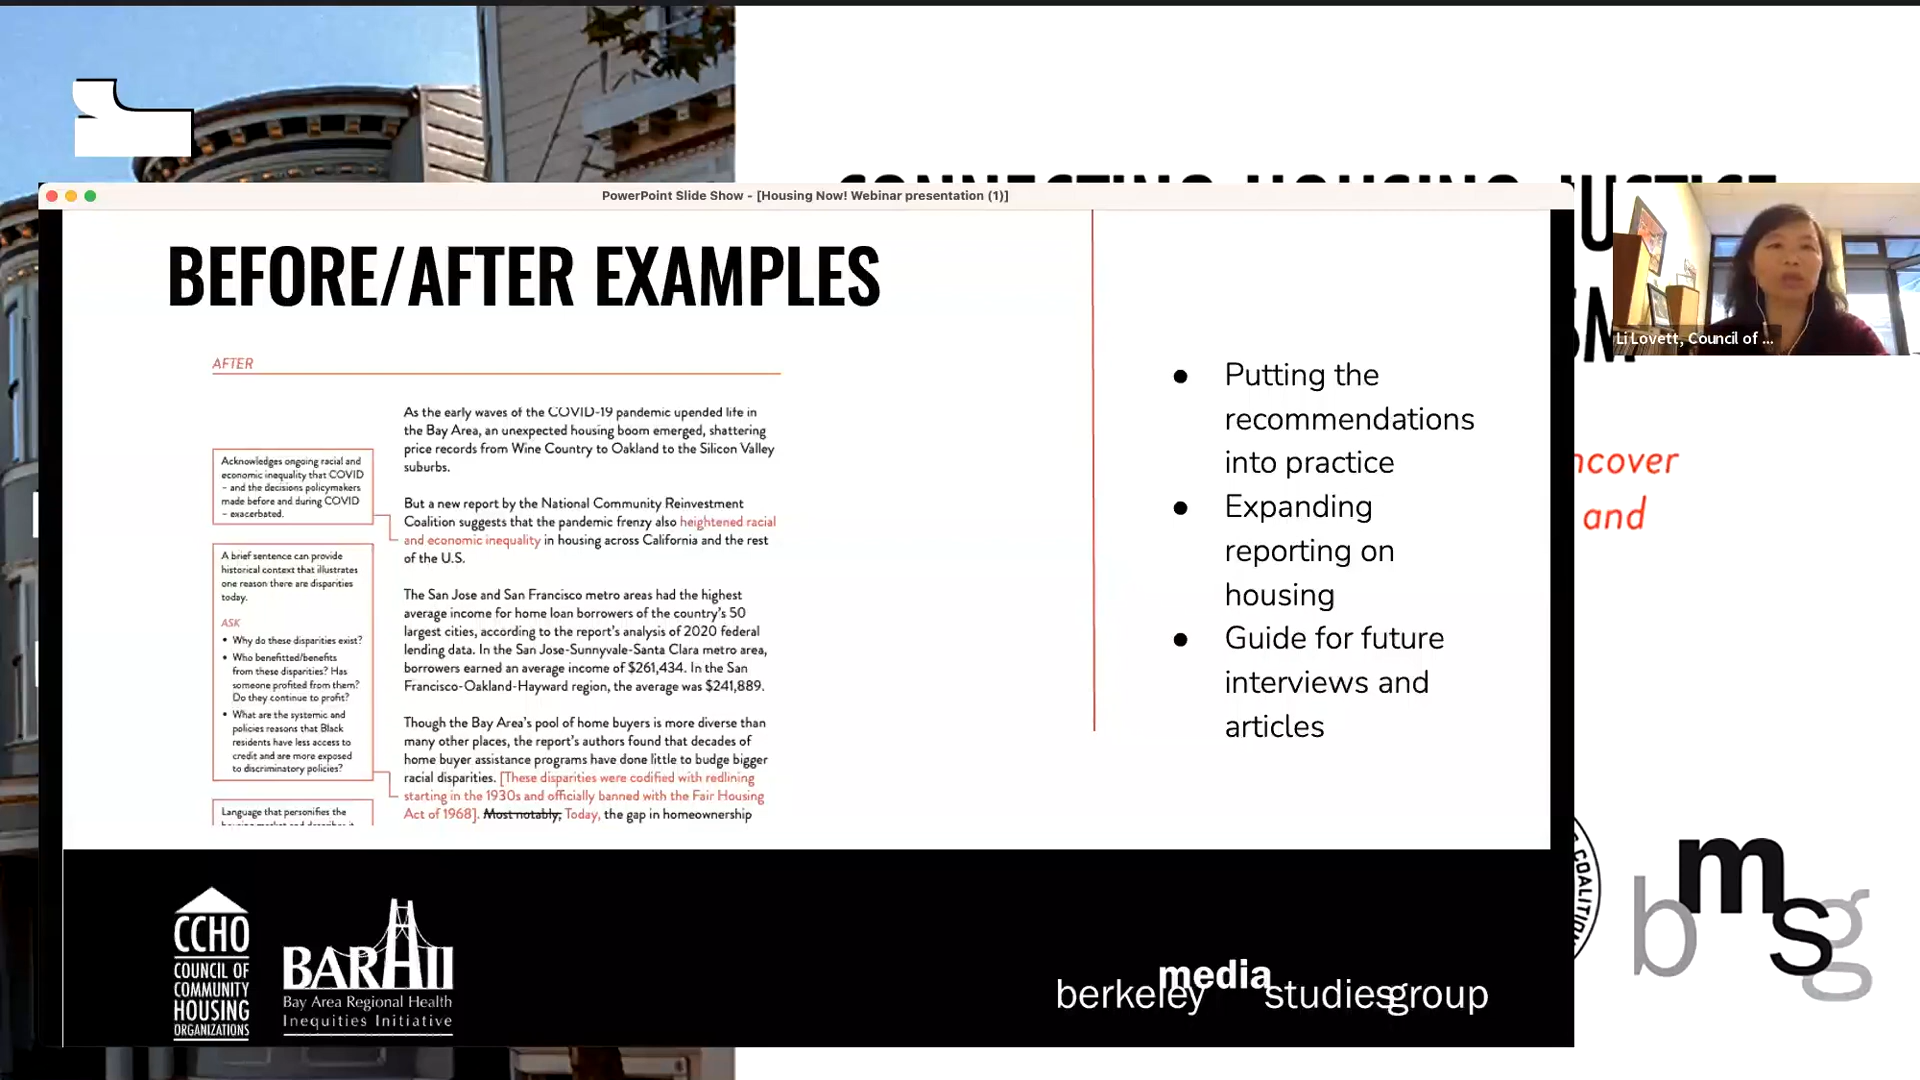 PowerPoint Slide Show - [Housing Now! Webinar presentation (1)]
BEFORE/AFTER EXAMPLES
AFTER
Acknowledges ongoing racial and
economic inequality that COVID
– and the decisions policymakers
made before and during COVID
– exacerbated.
A brief sentence can provide
historical context that illustrates
one reason there are disparities
today.
ASK
• Why do these disparities exist?
• Who benefitted/benefits
from these disparities? Has
someone profited from them?
Do they continue to profit?
• What are the systemic and
policies reasons that Black
residents have less access to
credit and are more exposed
to discriminatory policies?
Language that personifies the
As the early waves of the COVID-19 pandemic upended life in
the Bay Area, an unexpected housing boom emerged, shattering
price records from Wine Country to Oakland to the Silicon Valley
suburbs.
But a new report by the National Community Reinvestment
Coalition suggests that the pandemic frenzy also heightened racial
and economic inequality in housing across California and the rest
of the U.S.
The San Jose and San Francisco metro areas had the highest
average income for home loan borrowers of the country's 50
largest cities, according to the report's analysis of 2020 federal
lending data. In the San Jose-Sunnyvale-Santa Clara metro area,
borrowers earned an average income of $261,434. In the San
Francisco-Oakland-Hayward region, the average was $241,889.
Though the Bay Area's pool of home buyers is more diverse than
many other places, the report's authors found that decades of
home buyer assistance programs have done little to budge bigger
racial disparities. [These disparities were codified with redlining
starting in the 1930s and officially banned with the Fair Housing
Act of 1968]. Most notably, Today, the gap in homeownership
● Putting the
recommendations
into practice
● Expanding
reporting on
housing
● Guide for future
interviews and
articles
Li Lovett, Council of ...
CONNECTING HOUSING JUSTICE
ncover
and
CCHO
COUNCIL OF
COMMUNITY
HOUSING
ORGANIZATIONS
BARHII
Bay Area Regional Health
Inequities Initiative
berkeley media studies group
COALITION
bmsg